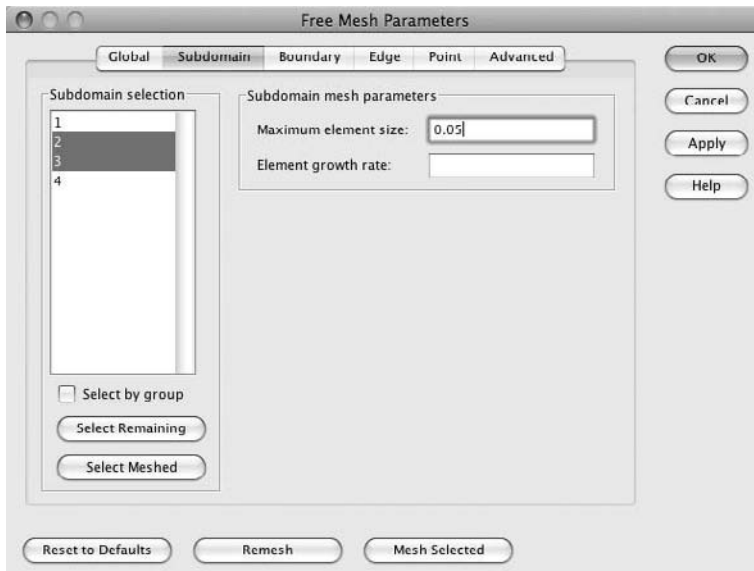 Free Mesh Parameters
Global Subdomain Boundary Edge Point Advanced
Subdomain selection
1
2
3
4
Select by group
Select Remaining
Select Meshed
Subdomain mesh parameters
Maximum element size: 0.05
Element growth rate:
OK
Cancel
Apply
Help
Reset to Defaults Remesh Mesh Selected